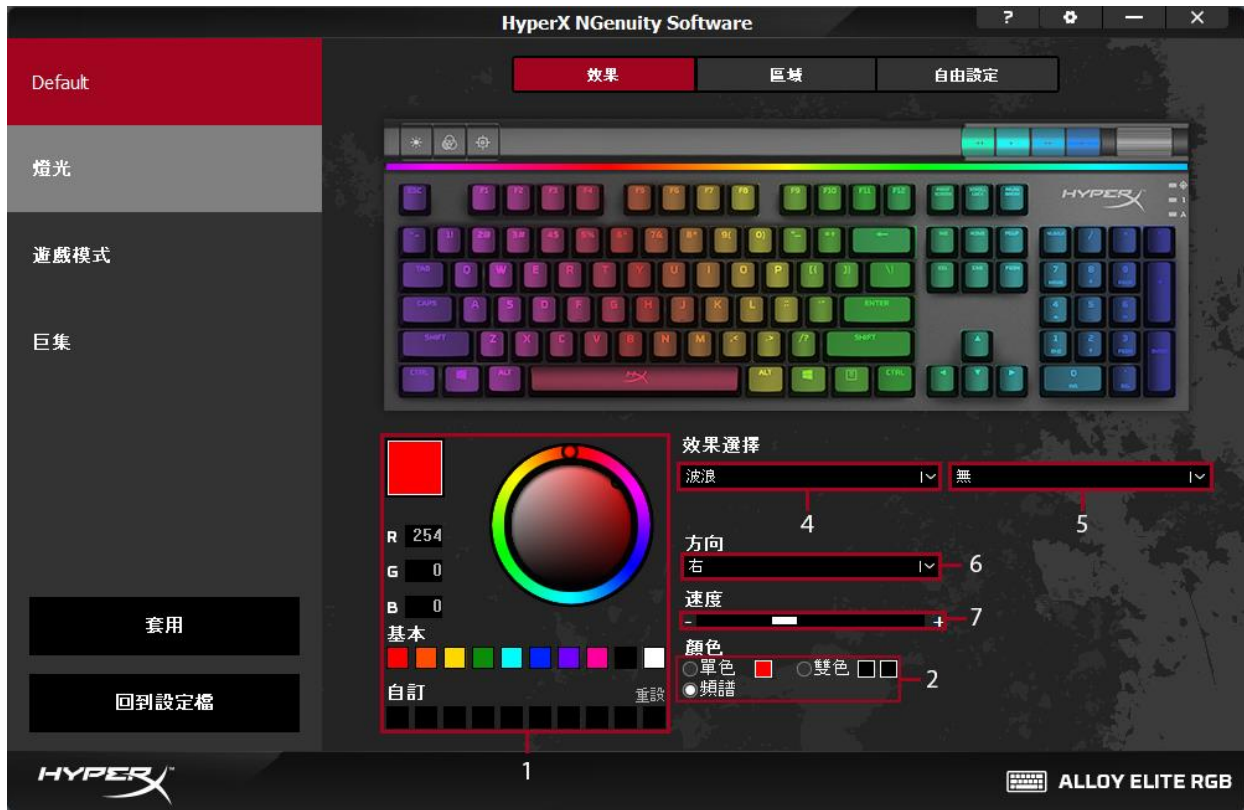 HyperX NGenuity Software ? — ×
Default
燈光
遊戲模式
巨集
套用
回到設定檔
效果 區域 自由設定
HYPERX
ESC F1 F2 F3 F4 F5 F6 F7 F8 F9 F10 F11 F12
TAB Q W E R T Y U I O P
CAPS A S D F G H J K L ENTER
SHIFT Z X C V B N M SHIFT
CTRL ALT ALT CTRL
R 254
G 0
B 0
基本
自訂 重設
1
效果選擇
波浪 無
4 5
方向
右 6
速度
- + 7
顏色
單色 雙色
頻譜 2
HYPERX
ALLOY ELITE RGB